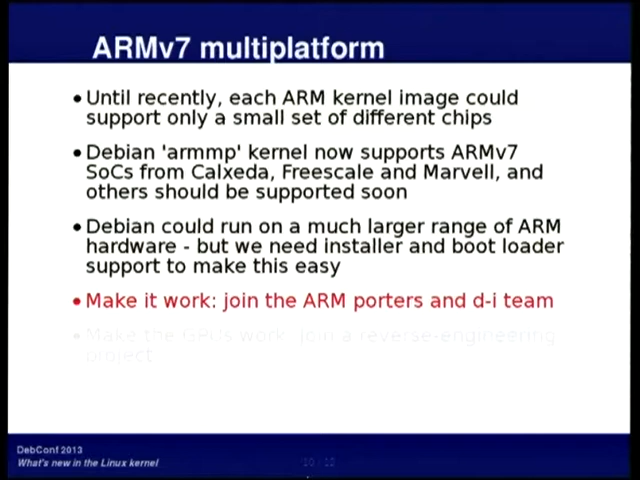 ARMv7 multiplatform
• Until recently, each ARM kernel image could
support only a small set of different chips
• Debian 'armmp' kernel now supports ARMv7
SoCs from Calxeda, Freescale and Marvell, and
others should be supported soon
• Debian could run on a much larger range of ARM
hardware - but we need installer and boot loader
support to make this easy
• Make it work: join the ARM porters and d-i team
• Make the GPUs work: join a reverse-engineering
project
DebConf 2013
What's new in the Linux kernel